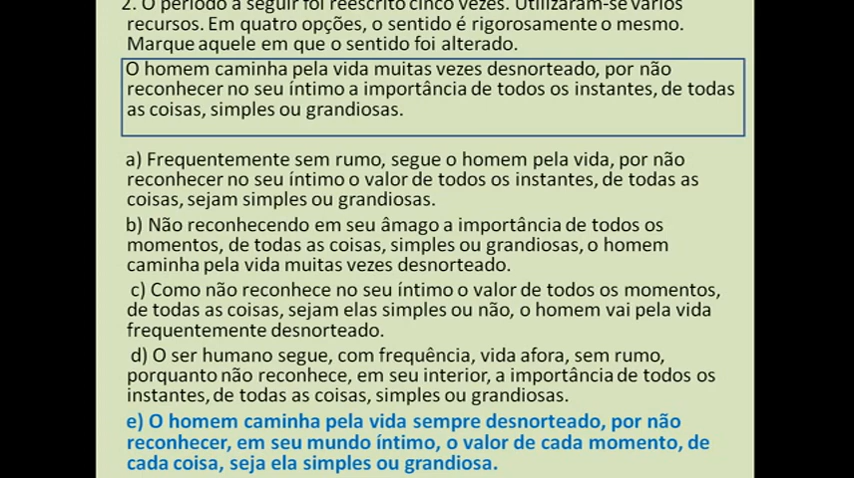 2. O período a seguir foi reescrito cinco vezes. Utilizaram-se vários
recursos. Em quatro opções, o sentido é rigorosamente o mesmo.
Marque aquele em que o sentido foi alterado.
O homem caminha pela vida muitas vezes desnorteado, por não
reconhecer no seu íntimo a importância de todos os instantes, de todas
as coisas, simples ou grandiosas.
a) Frequentemente sem rumo, segue o homem pela vida, por não
reconhecer no seu íntimo o valor de todos os instantes, de todas as
coisas, sejam simples ou grandiosas.
b) Não reconhecendo em seu âmago a importância de todos os
momentos, de todas as coisas, simples ou grandiosas, o homem
caminha pela vida muitas vezes desnorteado.
c) Como não reconhece no seu íntimo o valor de todos os momentos,
de todas as coisas, sejam elas simples ou não, o homem vai pela vida
frequentemente desnorteado.
d) O ser humano segue, com frequência, vida afora, sem rumo,
porquanto não reconhece, em seu interior, a importância de todos os
instantes, de todas as coisas, simples ou grandiosas.
e) O homem caminha pela vida sempre desnorteado, por não
reconhecer, em seu mundo íntimo, o valor de cada momento, de
cada coisa, seja ela simples ou grandiosa.